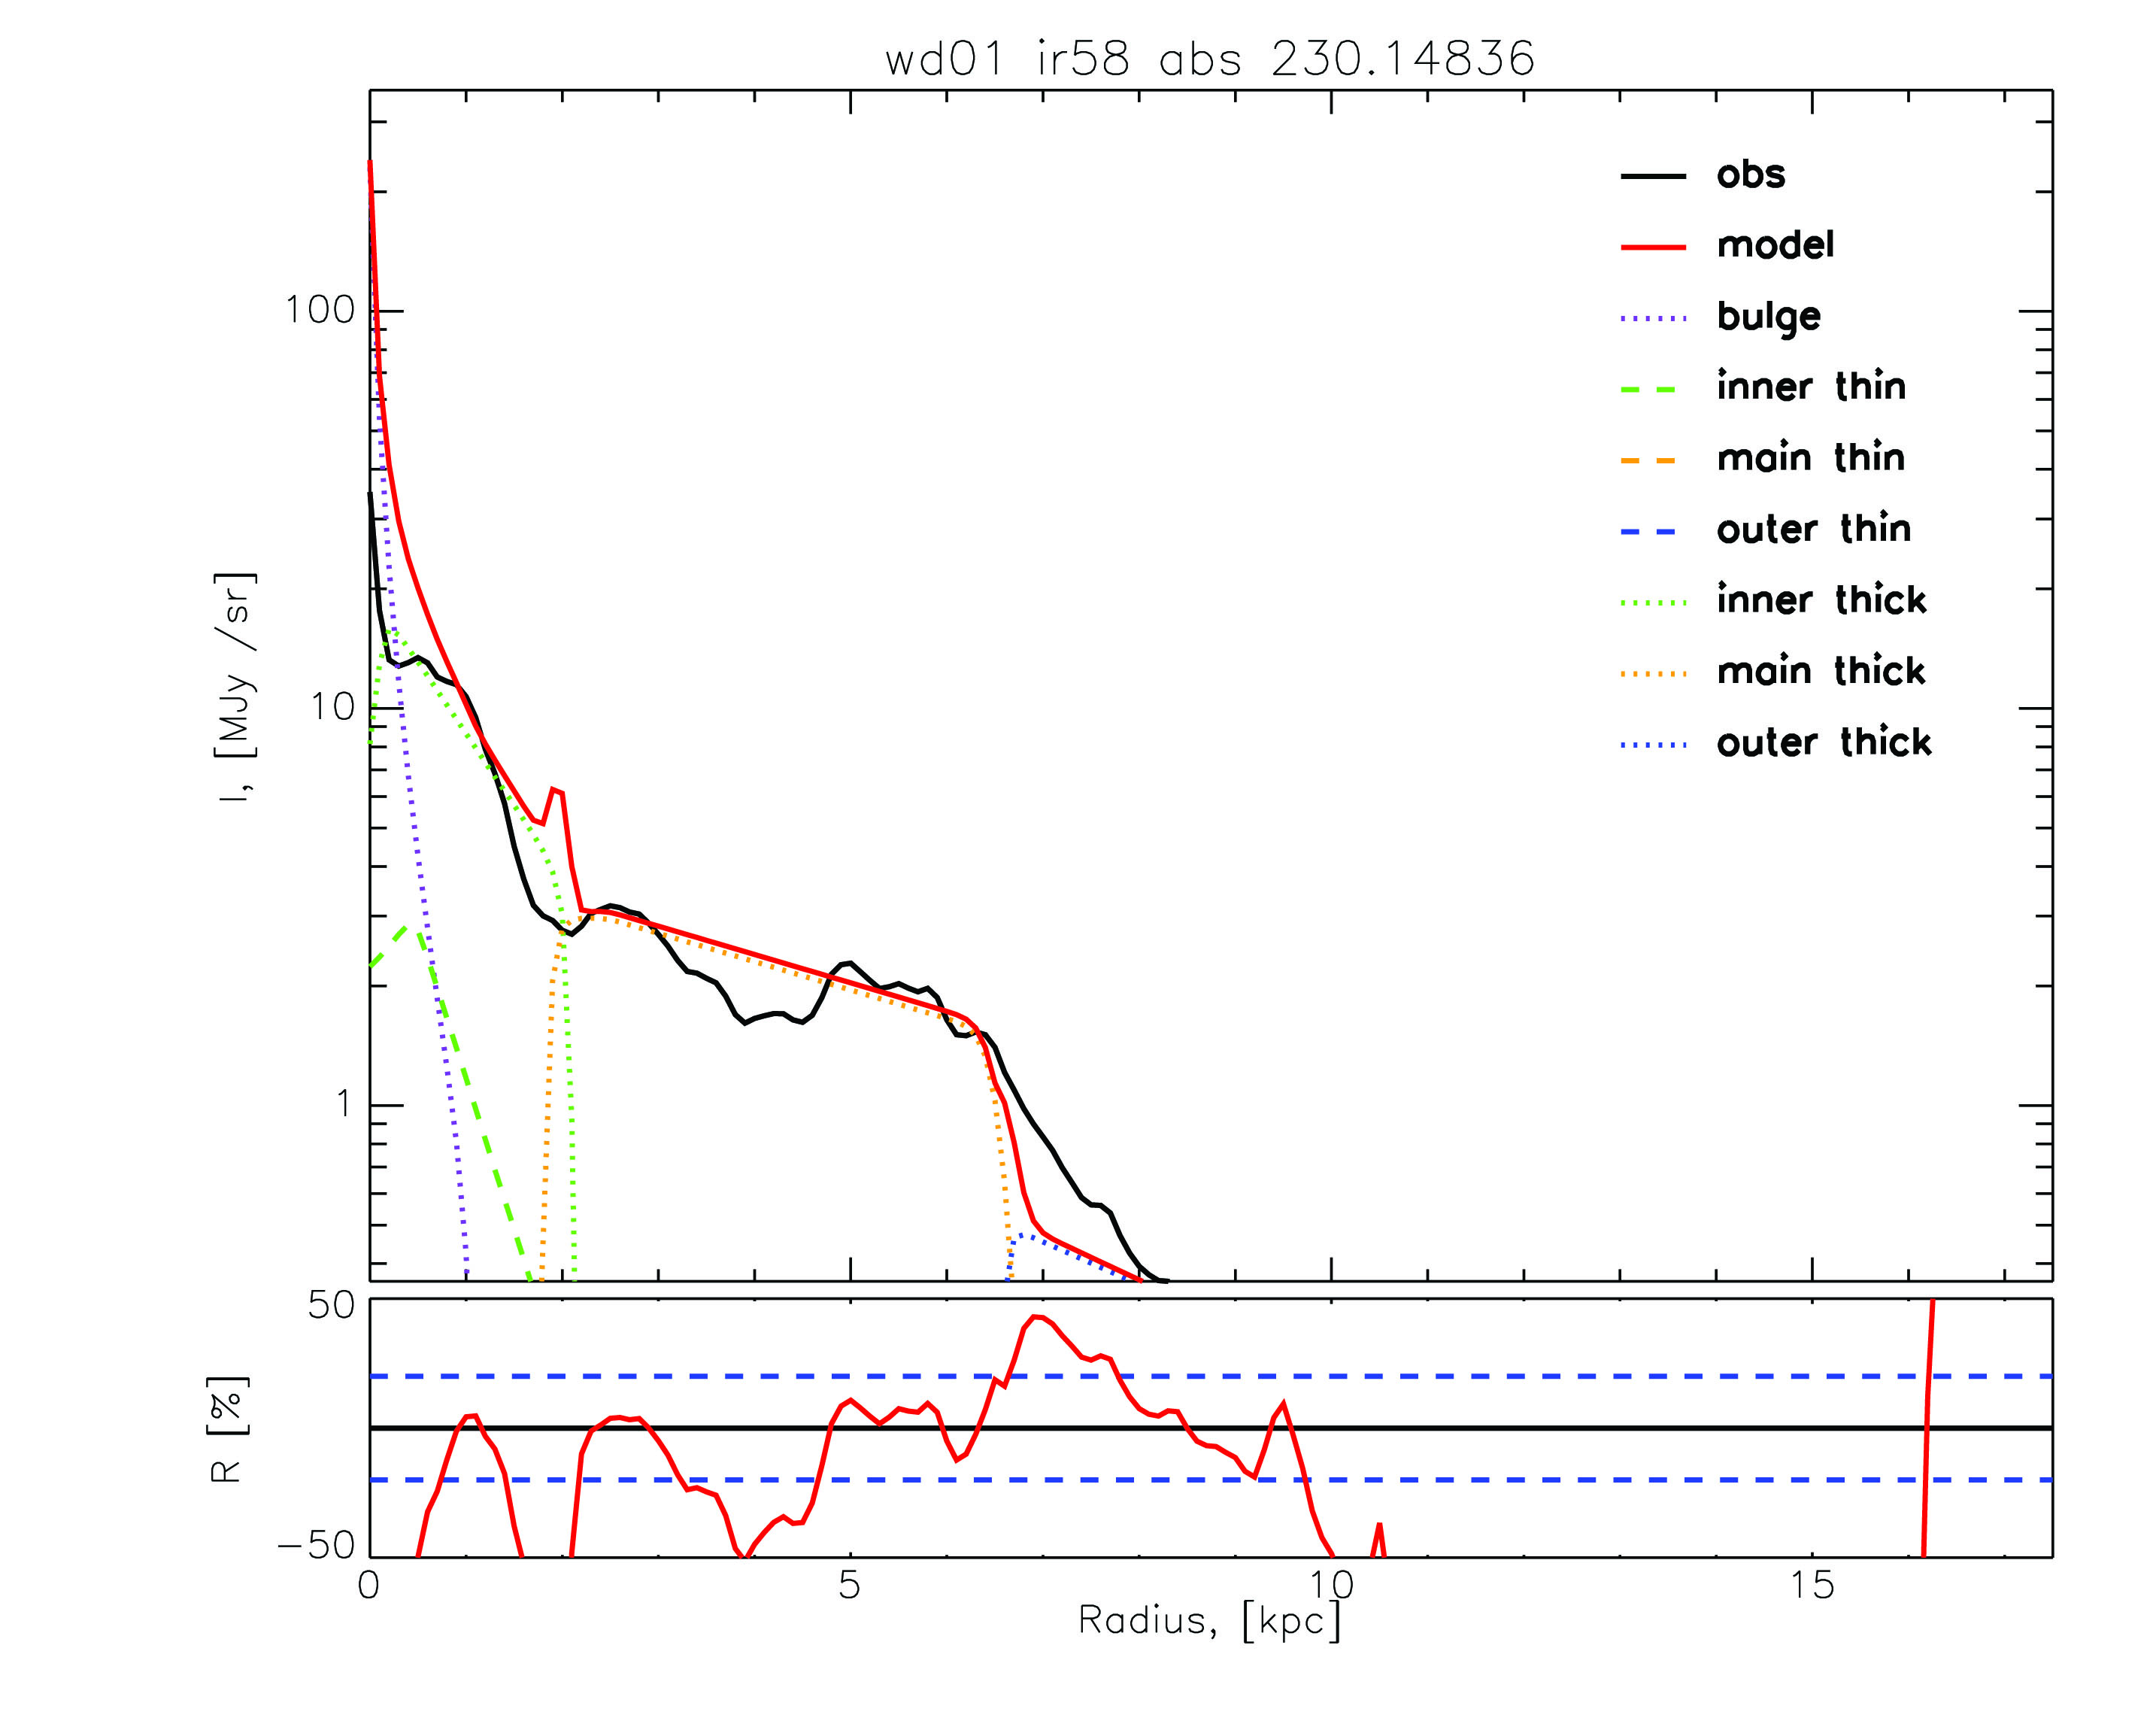 wd01 ir58 abs 230.14836
obs
model
bulge
inner thin
main thin
outer thin
inner thick
main thick
outer thick
100
10
1
I, [MJy /sr]
50
-50
R [%]
0 5 10 15
Radius, [kpc]